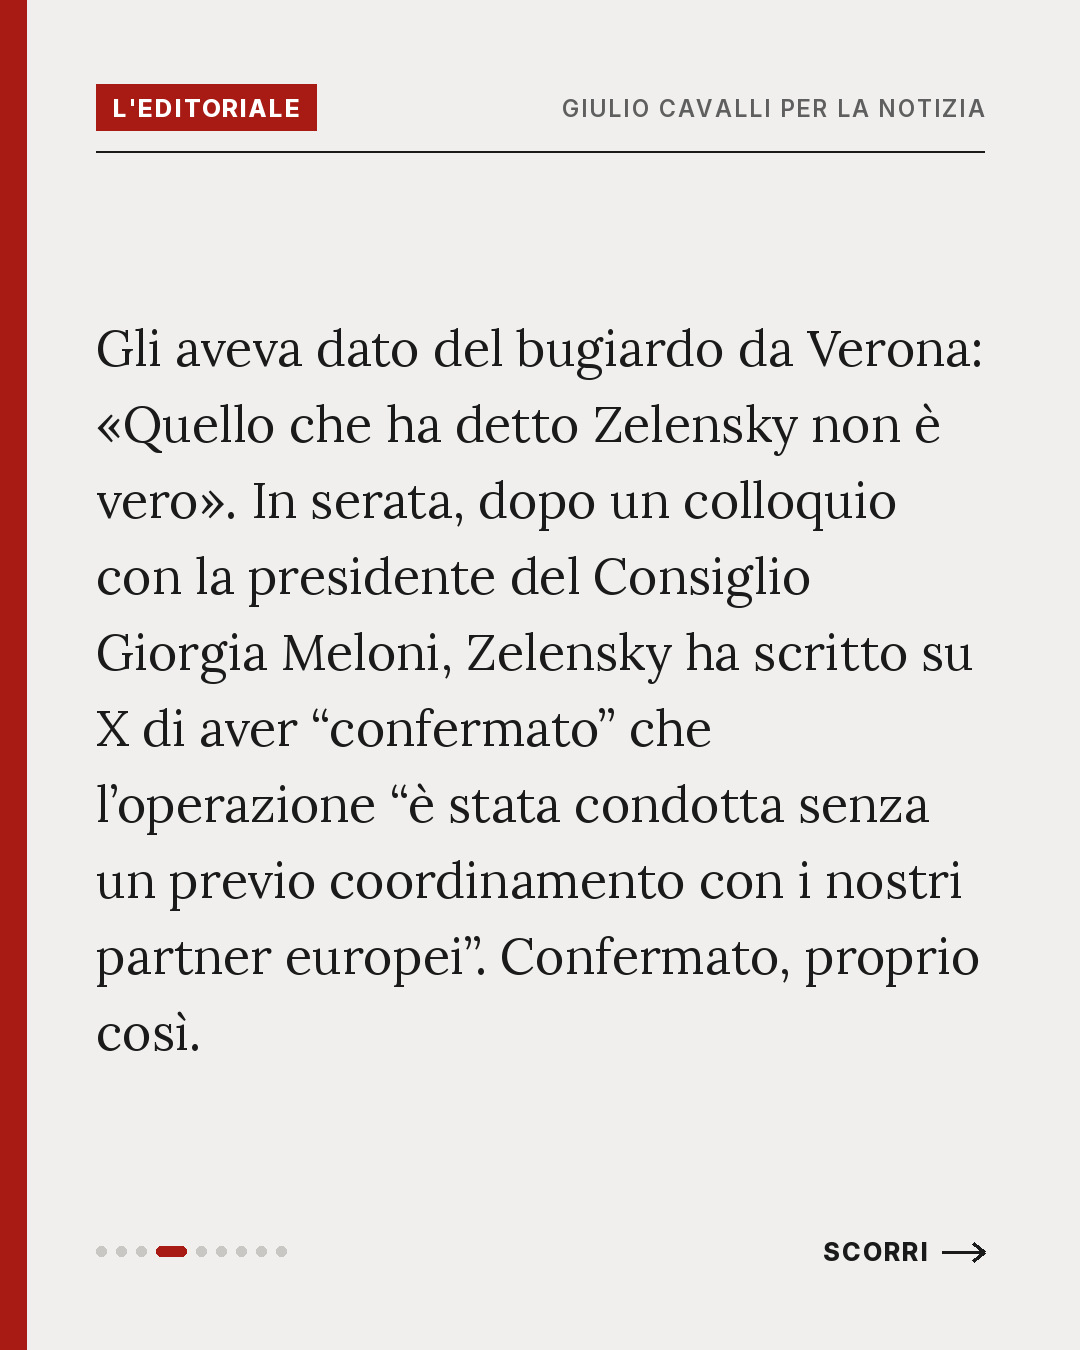 L'EDITORIALE
GIULIO CAVALLI PER LA NOTIZIA
Gli aveva dato del bugiardo da Verona:
«Quello che ha detto Zelensky non è
vero». In serata, dopo un colloquio
con la presidente del Consiglio
Giorgia Meloni, Zelensky ha scritto su
X di aver “confermato” che
l’operazione “è stata condotta senza
un previo coordinamento con i nostri
partner europei”. Confermato, proprio
così.
SCORRI